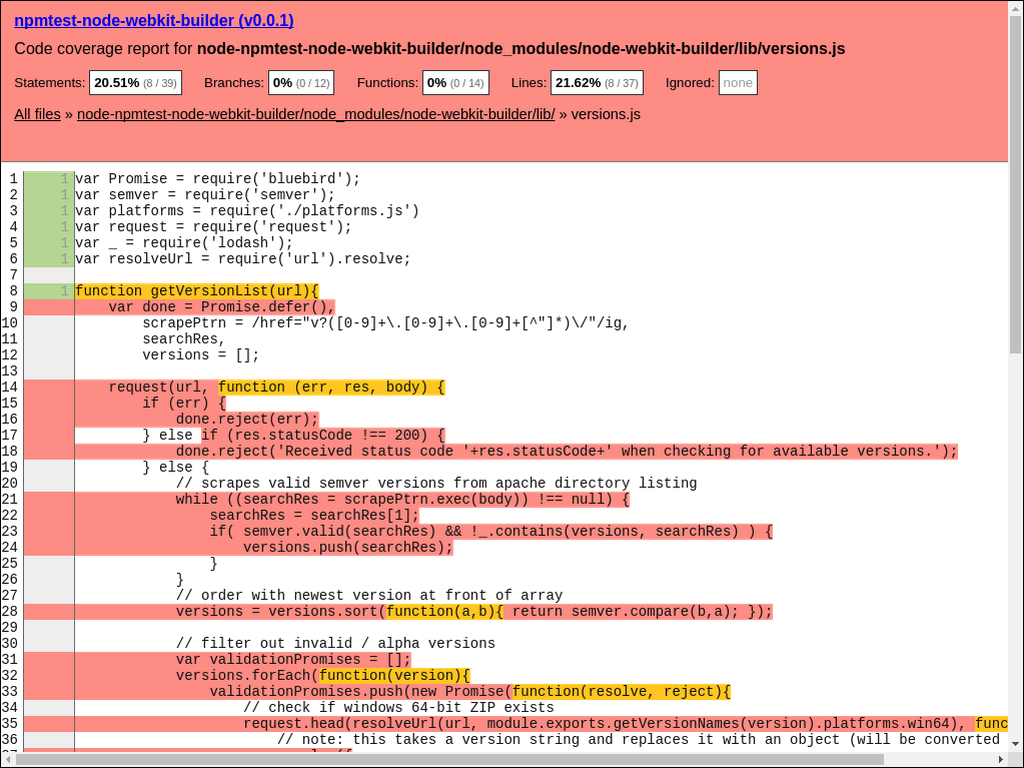 npmtest-node-webkit-builder (v0.0.1)
Code coverage report for node-npmtest-node-webkit-builder/node_modules/node-webkit-builder/lib/versions.js
Statements: 20.51% (8 / 39) Branches: 0% (0 / 12) Functions: 0% (0 / 14) Lines: 21.62% (8 / 37) Ignored: none
All files » node-npmtest-node-webkit-builder/node_modules/node-webkit-builder/lib/ » versions.js
1 1 var Promise = require('bluebird');
2 1 var semver = require('semver');
3 1 var platforms = require('./platforms.js')
4 1 var request = require('request');
5 1 var _ = require('lodash');
6 1 var resolveUrl = require('url').resolve;
7
8 1 function getVersionList(url){
9 var done = Promise.defer(),
10 scrapePtrn = /href="v?([0-9]+\.[0-9]+\.[0-9]+[^"]*)\/"/ig,
11 searchRes,
12 versions = [];
13
14 request(url, function (err, res, body) {
15 if (err) {
16 done.reject(err);
17 } else if (res.statusCode !== 200) {
18 done.reject('Received status code '+res.statusCode+' when checking for available versions.');
19 } else {
20 // scrapes valid semver versions from apache directory listing
21 while ((searchRes = scrapePtrn.exec(body)) !== null) {
22 searchRes = searchRes[1];
23 if( semver.valid(searchRes) && !_.contains(versions, searchRes) ) {
24 versions.push(searchRes);
25 }
26 }
27 // order with newest version at front of array
28 versions = versions.sort(function(a,b){ return semver.compare(b,a); });
29
30 // filter out invalid / alpha versions
31 var validationPromises = [];
32 versions.forEach(function(version){
33 validationPromises.push(new Promise(function(resolve, reject){
34 // check if windows 64-bit ZIP exists
35 request.head(resolveUrl(url, module.exports.getVersionNames(version).platforms.win64), func
36 // note: this takes a version string and replaces it with an object (will be converted